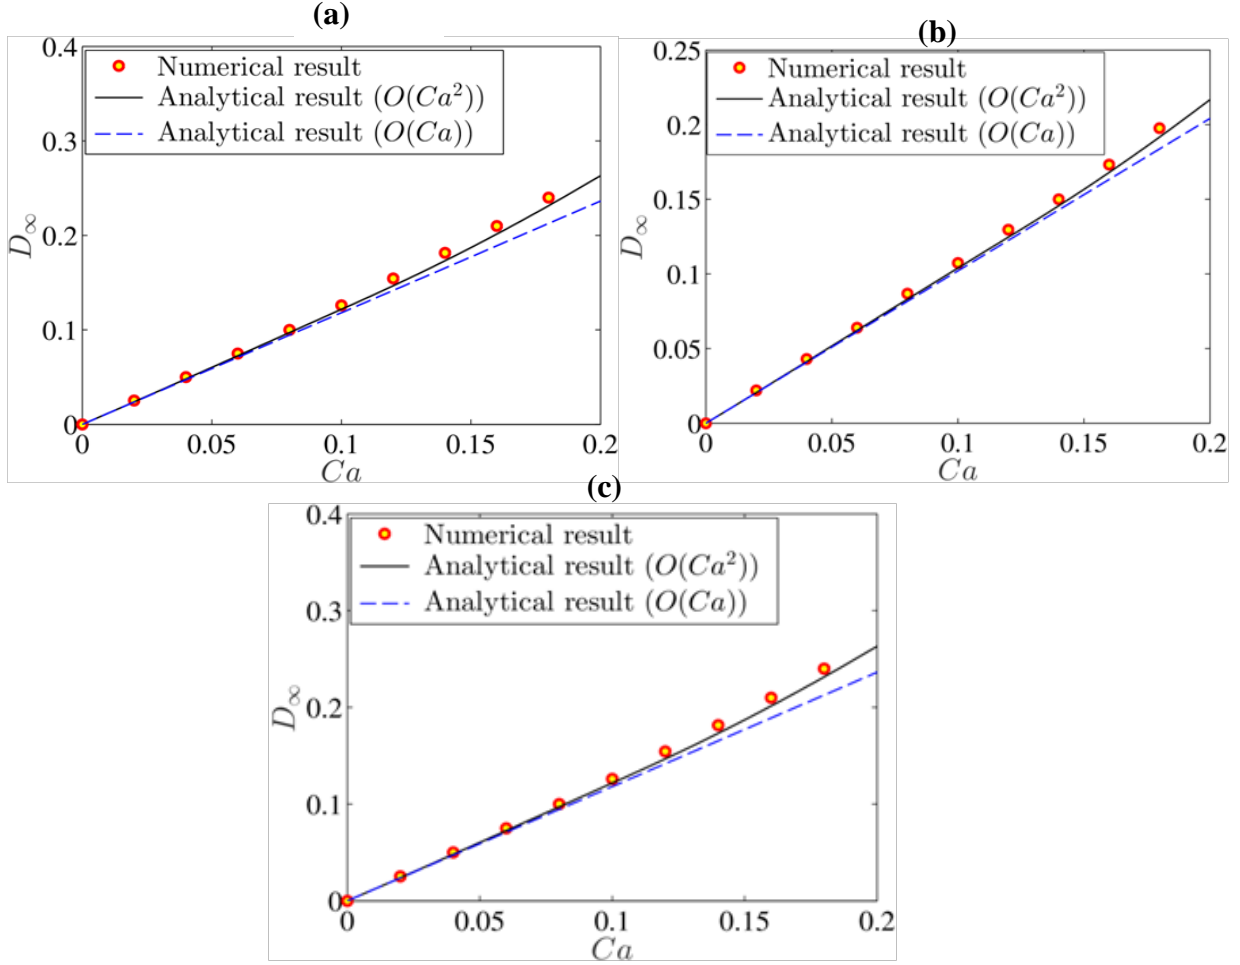 (a)
0.4
Numerical result
Analytical result (O(Ca²))
Analytical result (O(Ca))
0.3
0.2
0.1
0
D∞
0 0.05 0.1 0.15 0.2
Ca
(b)
0.25
Numerical result
Analytical result (O(Ca²))
Analytical result (O(Ca))
0.2
0.15
0.1
0.05
0
D∞
0 0.05 0.1 0.15 0.2
Ca
(c)
0.4
Numerical result
Analytical result (O(Ca²))
Analytical result (O(Ca))
0.3
0.2
0.1
0
D∞
0 0.05 0.1 0.15 0.2
Ca